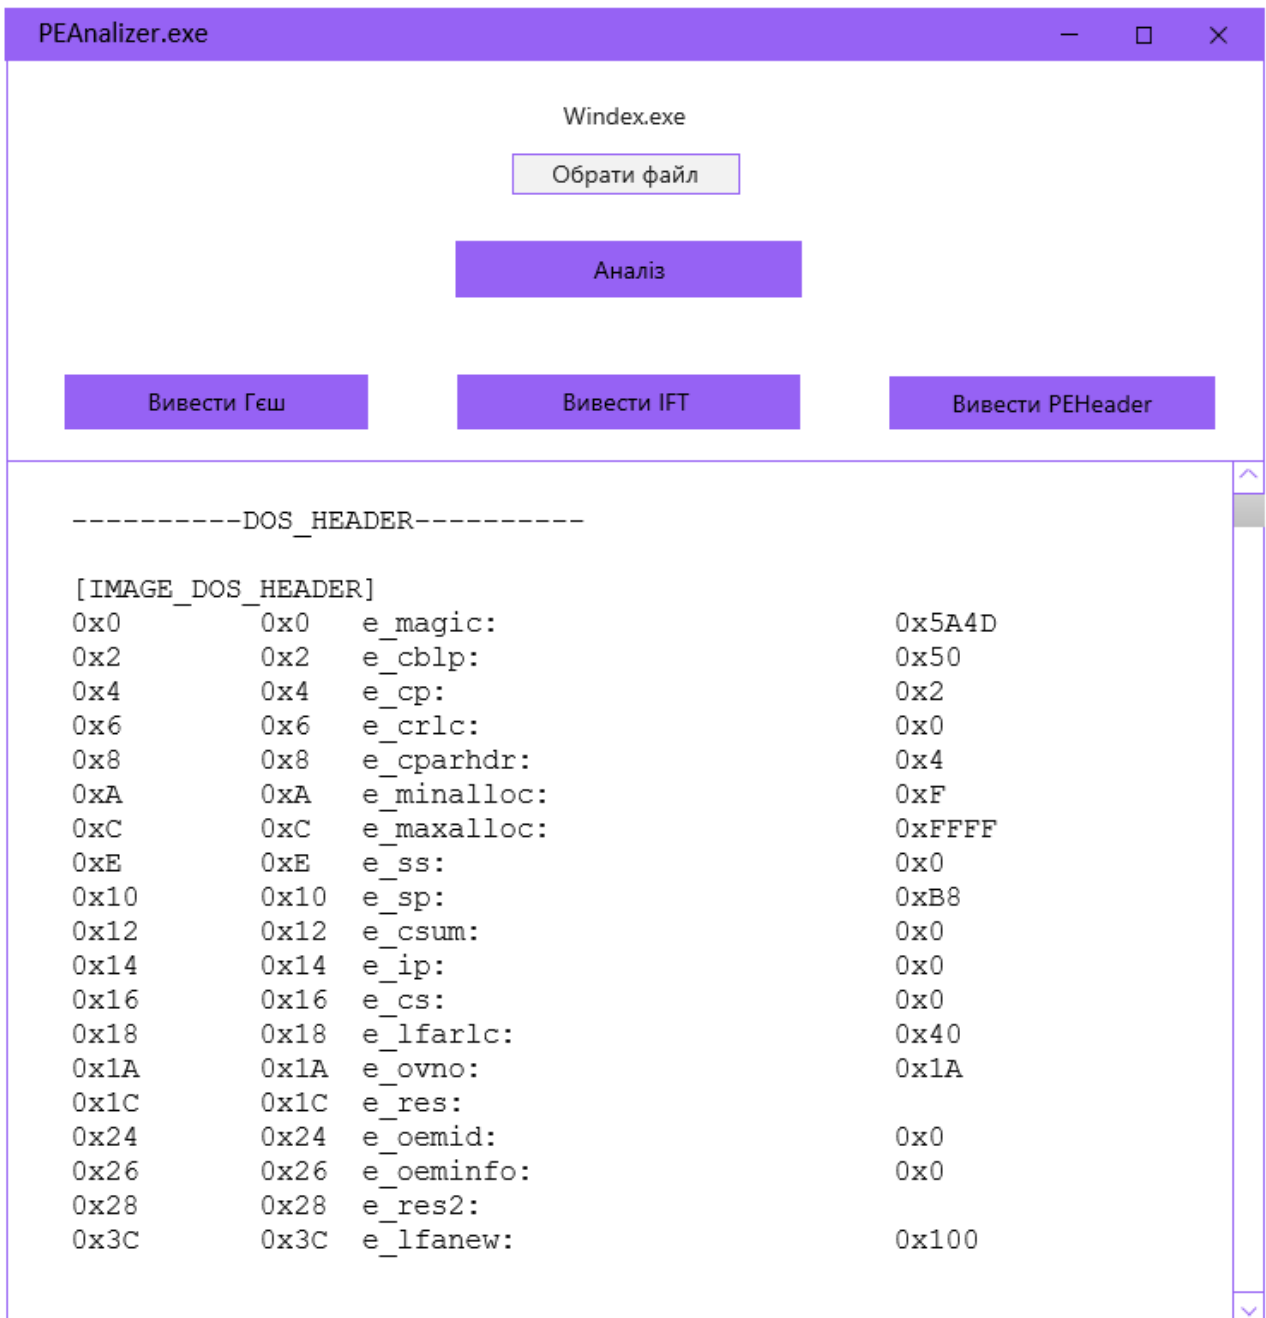 PEAnalizer.exe
Windex.exe
Обрати файл
Аналіз
Вивести Гєш Вивести IFT Вивести PEHeader
----------DOS_HEADER----------
[IMAGE_DOS_HEADER]
0x0 0x0 e_magic: 0x5A4D
0x2 0x2 e_cblp: 0x50
0x4 0x4 e_cp: 0x2
0x6 0x6 e_crlc: 0x0
0x8 0x8 e_cparhdr: 0x4
0xA 0xA e_minalloc: 0xF
0xC 0xC e_maxalloc: 0xFFFF
0xE 0xE e_ss: 0x0
0x10 0x10 e_sp: 0xB8
0x12 0x12 e_csum: 0x0
0x14 0x14 e_ip: 0x0
0x16 0x16 e_cs: 0x0
0x18 0x18 e_lfarlc: 0x40
0x1A 0x1A e_ovno: 0x1A
0x1C 0x1C e_res:
0x24 0x24 e_oemid: 0x0
0x26 0x26 e_oeminfo: 0x0
0x28 0x28 e_res2:
0x3C 0x3C e_lfanew: 0x100